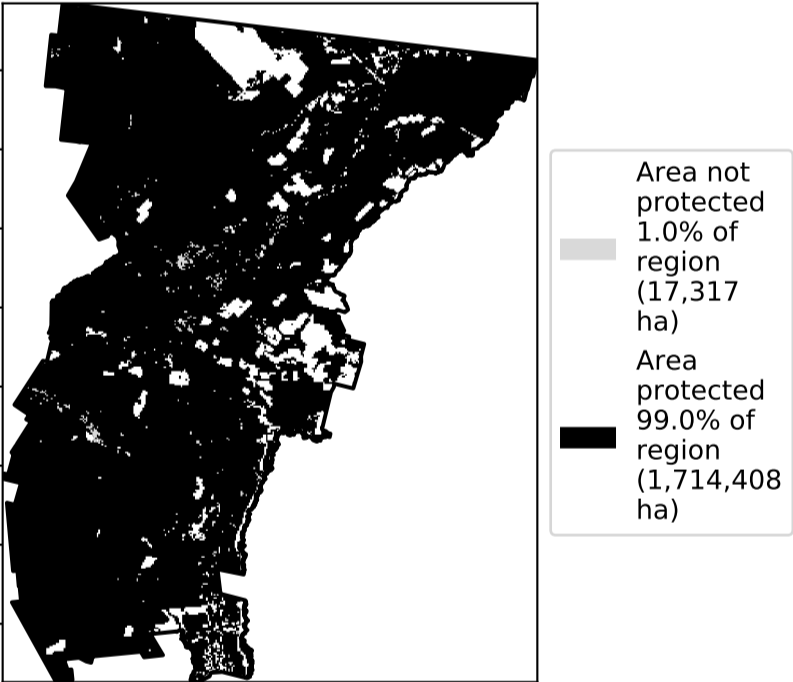 Area not
protected
1.0% of
region
(17,317
ha)
Area
protected
99.0% of
region
(1,714,408
ha)